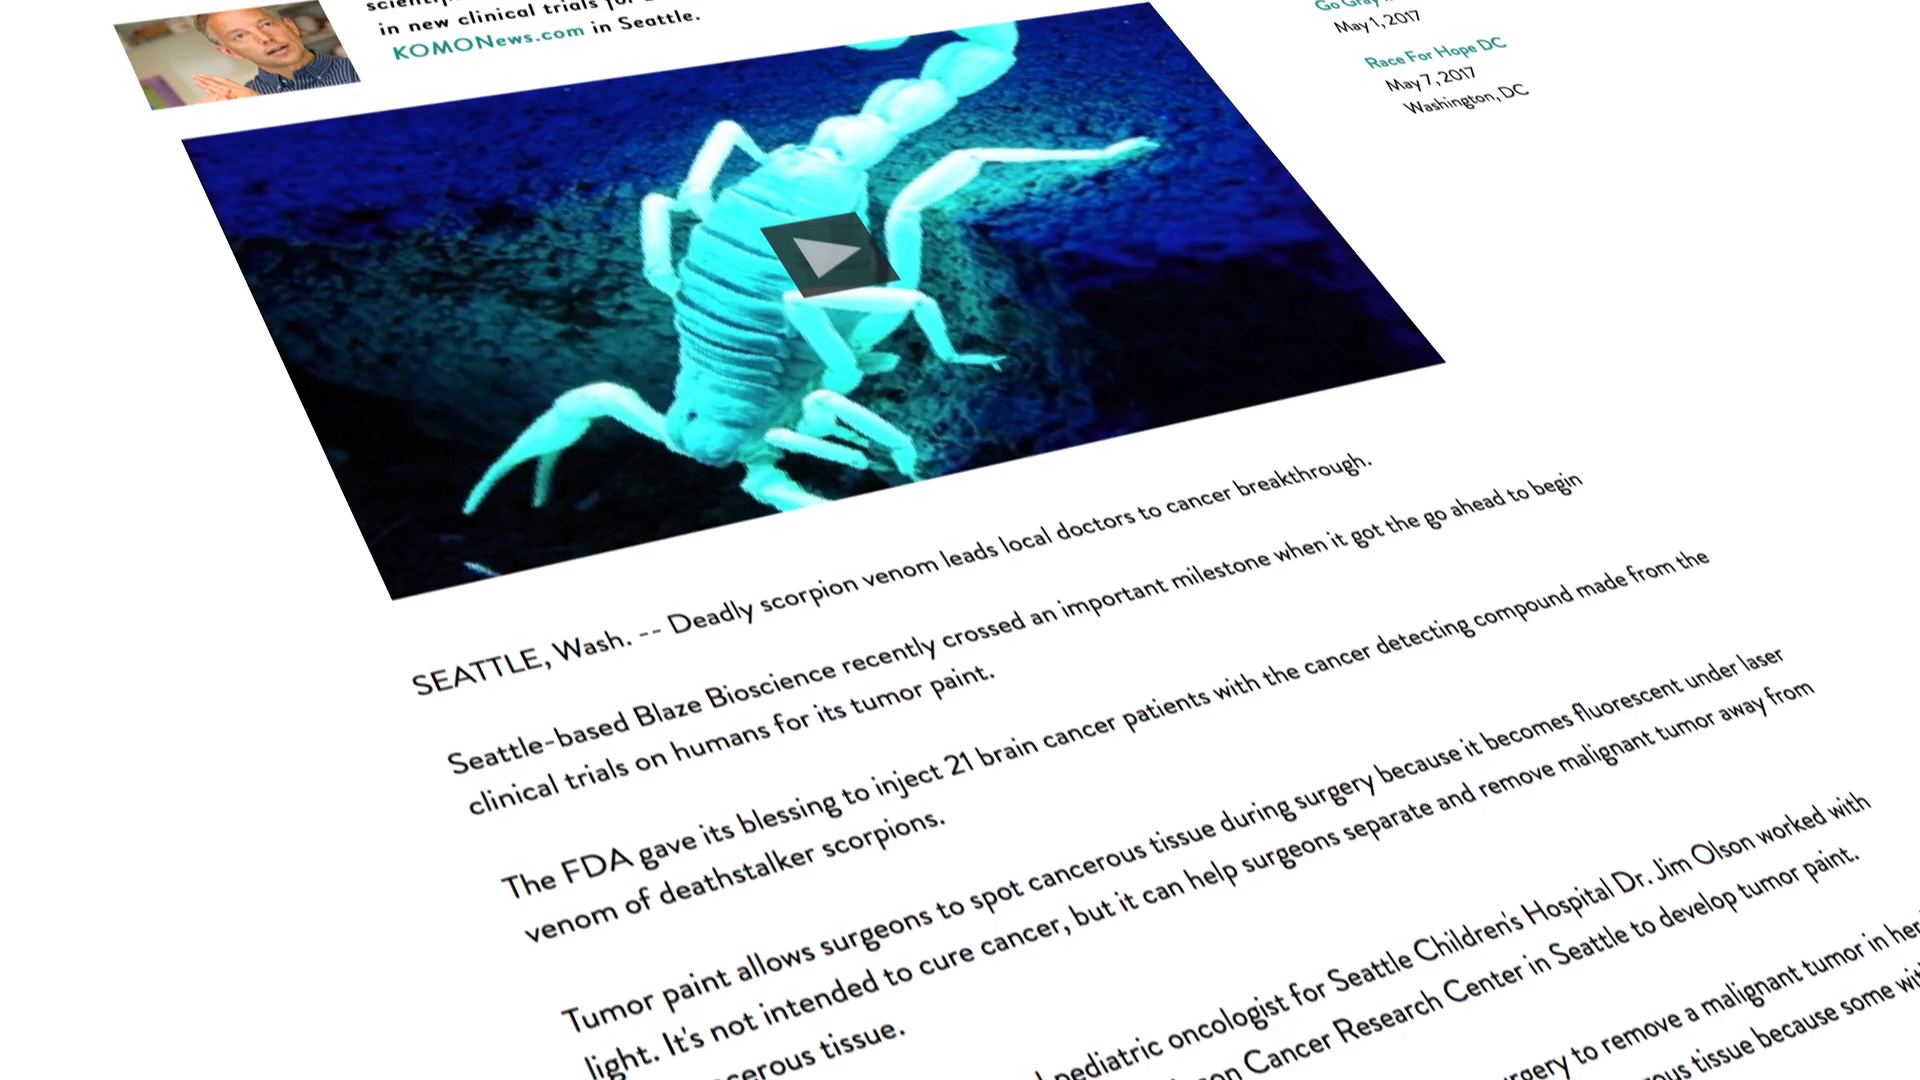 in new clinical trials for
KOMONews.com in Seattle.
May 1, 2017
Race For Hope DC
May 7, 2017
Washington, DC
SEATTLE, Wash. -- Deadly scorpion venom leads local doctors to cancer breakthrough.
Seattle-based Blaze Bioscience recently crossed an important milestone when it got the go ahead to begin
clinical trials on humans for its tumor paint.
The FDA gave its blessing to inject 21 brain cancer patients with the cancer detecting compound made from the
venom of deathstalker scorpions.
Tumor paint allows surgeons to spot cancerous tissue during surgery because it becomes fluorescent under laser
light. It's not intended to cure cancer, but it can help surgeons separate and remove malignant tumor away from
tissue.
pediatric oncologist for Seattle Children's Hospital Dr. Jim Olson worked with
Cancer Research Center in Seattle to develop tumor paint.
to remove a malignant tumor in her
tissue because some